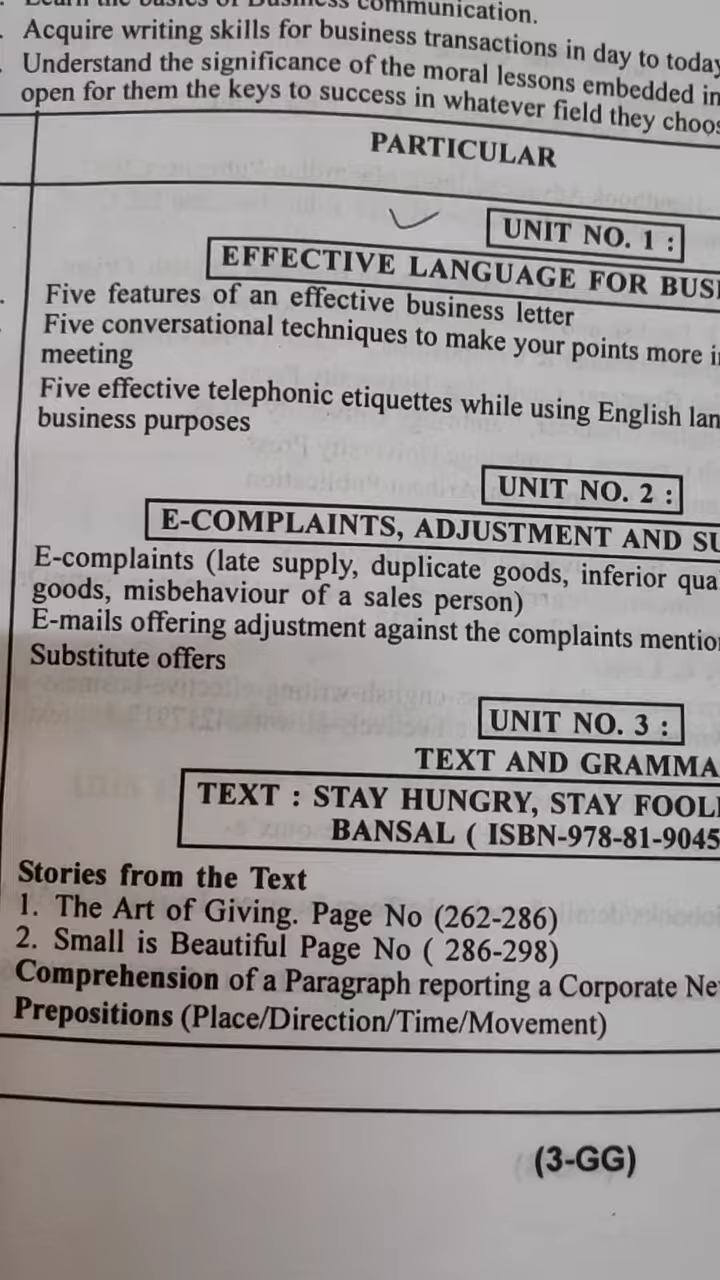 Learn the basics of Business communication.
Acquire writing skills for business transactions in day to today
Understand the significance of the moral lessons embedded in
open for them the keys to success in whatever field they choos
PARTICULAR
UNIT NO. 1 :
EFFECTIVE LANGUAGE FOR BUSI
Five features of an effective business letter
Five conversational techniques to make your points more i
meeting
Five effective telephonic etiquettes while using English lan
business purposes
UNIT NO. 2 :
E-COMPLAINTS, ADJUSTMENT AND SU
E-complaints (late supply, duplicate goods, inferior qua
goods, misbehaviour of a sales person)
E-mails offering adjustment against the complaints mentio
Substitute offers
UNIT NO. 3 :
TEXT AND GRAMMA
TEXT : STAY HUNGRY, STAY FOOL
BANSAL ( ISBN-978-81-9045
Stories from the Text
1. The Art of Giving. Page No (262-286)
2. Small is Beautiful Page No ( 286-298)
Comprehension of a Paragraph reporting a Corporate Ne
Prepositions (Place/Direction/Time/Movement)
(3-GG)